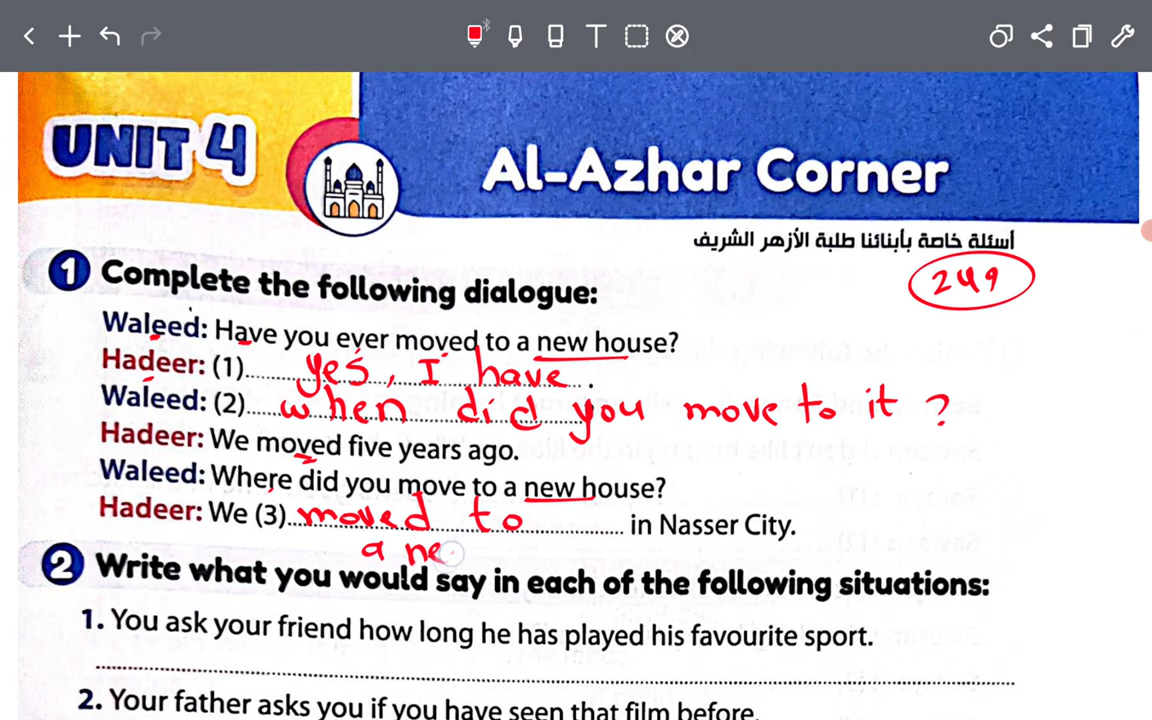 UNIT 4
Al-Azhar Corner
أسئلة خاصة بأبنائنا طلبة الأزهر الشريف
249
1 Complete the following dialogue:
Waleed: Have you ever moved to a new house?
Hadeer: (1) yes, I have.
Waleed: (2) when did you move to it ?
Hadeer: We moved five years ago.
Waleed: Where did you move to a new house?
Hadeer: We (3) moved to in Nasser City.
a ne
2 Write what you would say in each of the following situations:
1. You ask your friend how long he has played his favourite sport.
2. Your father asks you if you have seen that film before.